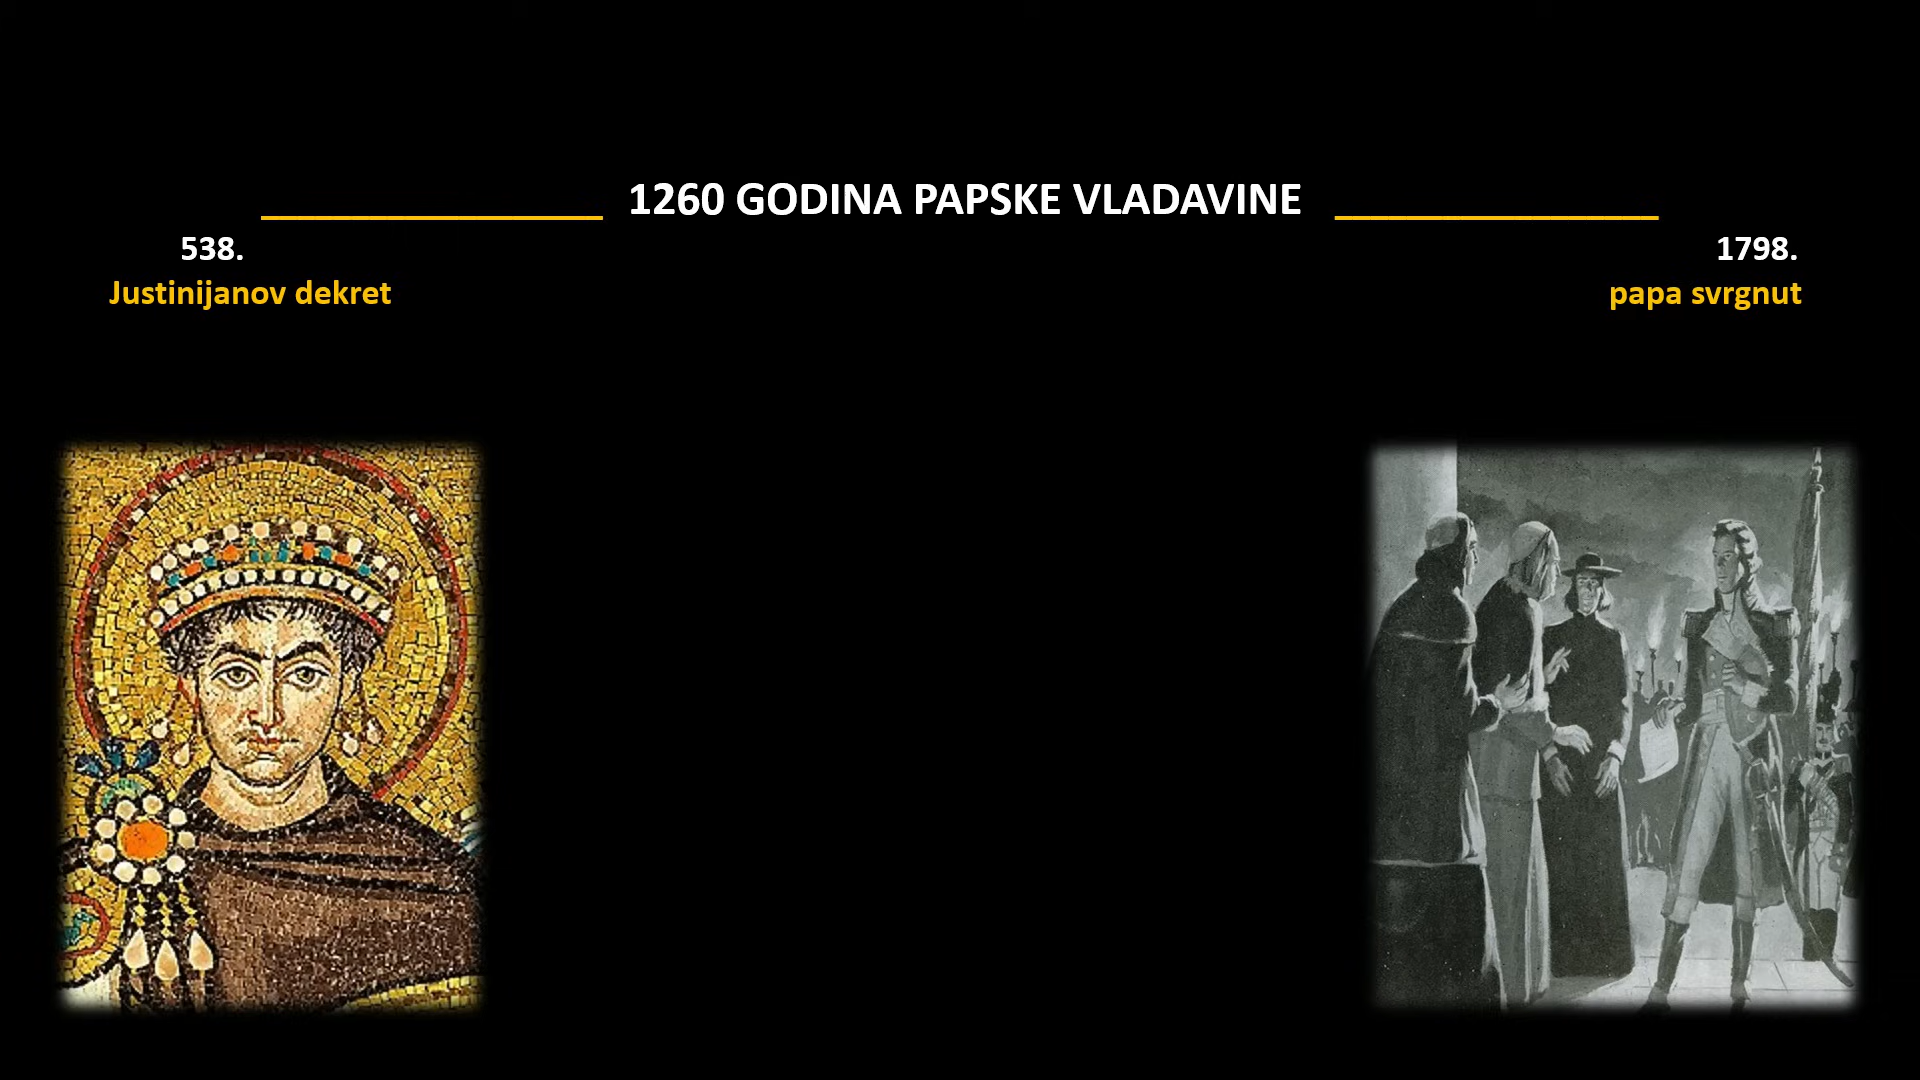 1260 GODINA PAPSKE VLADAVINE
538.
1798.
Justinijanov dekret
papa svrgnut